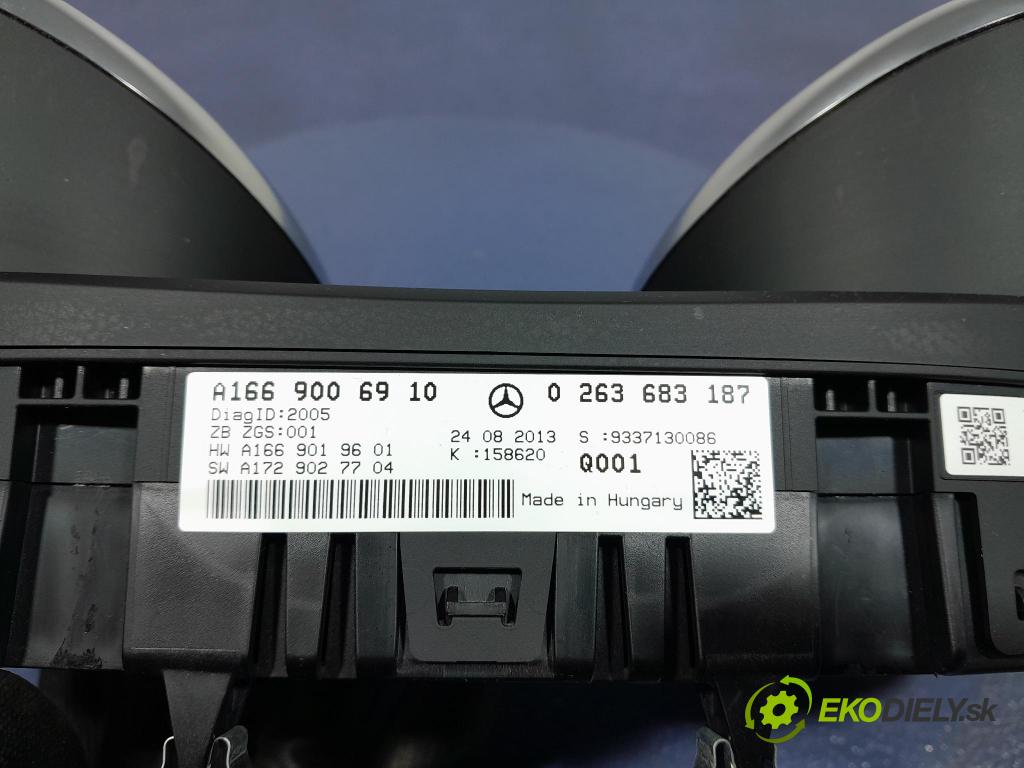 A166 900 69 10 0 263 683 187
DiagID:2005
ZB ZGS:001 24 08 2013 S :9337130086
HW A166 901 96 01 K :158620 Q001
SW A172 902 77 04
Made in Hungary
EKODIELY.sk